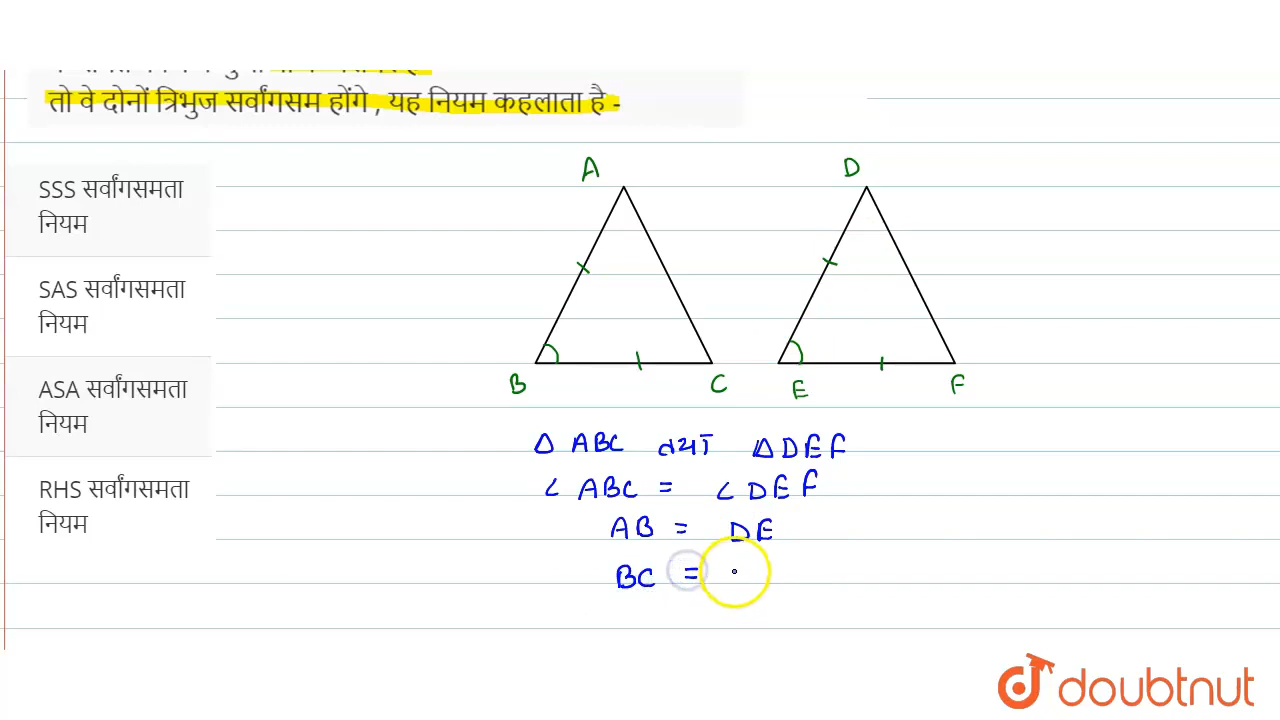 तो वे दोनों त्रिभुज सर्वांगसम होंगे , यह नियम कहलाता है -
SSS सर्वांगसमता
नियम
SAS सर्वांगसमता
नियम
ASA सर्वांगसमता
नियम
RHS सर्वांगसमता
नियम
A
D
B
C
E
F
Δ ABC तथा Δ DEF
∠ ABC = ∠ DEF
AB = DE
BC =
doubtnut